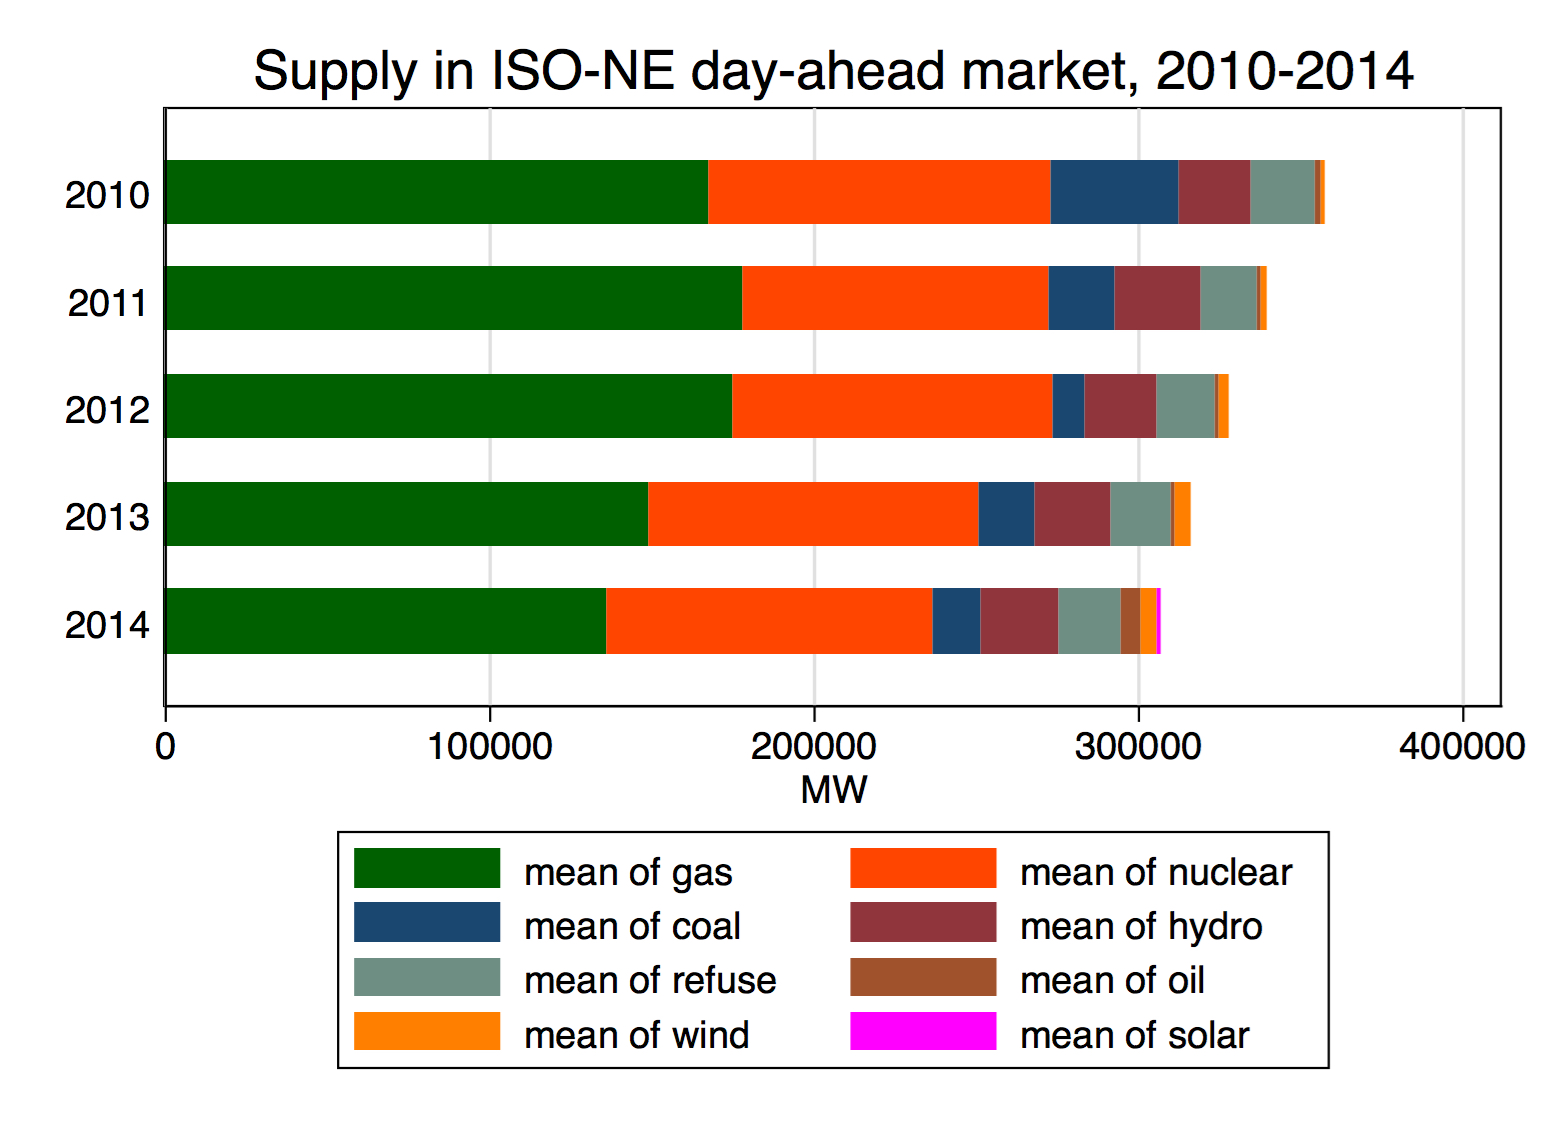 Supply in ISO-NE day-ahead market, 2010-2014
2010
2011
2012
2013
2014
0 100000 200000 300000 400000
MW
mean of gas mean of nuclear
mean of coal mean of hydro
mean of refuse mean of oil
mean of wind mean of solar